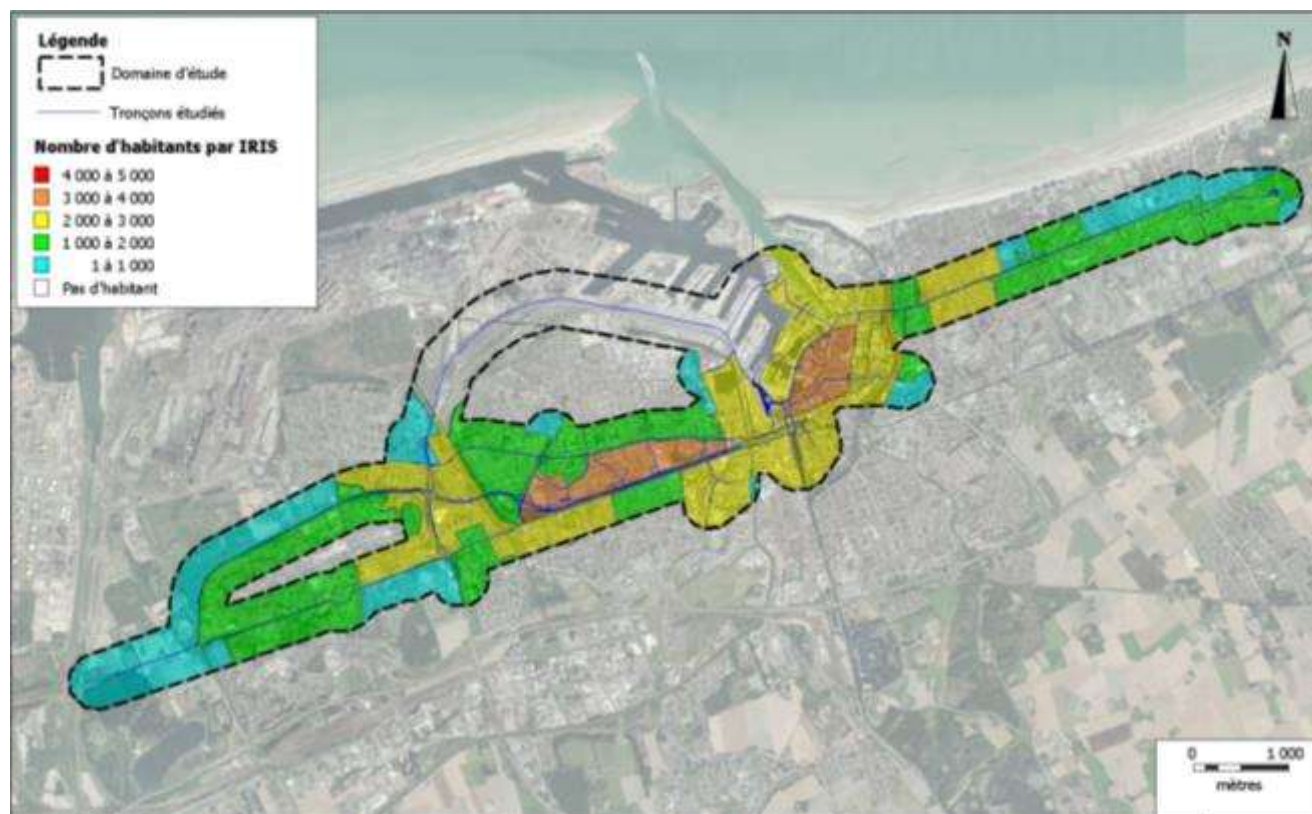 Légende
Domaine d'étude
Tronçons étudiés
Nombre d'habitants par IRIS
4 000 à 5 000
3 000 à 4 000
2 000 à 3 000
1 000 à 2 000
1 à 1 000
Pas d'habitant
N
0 1 000
mètres